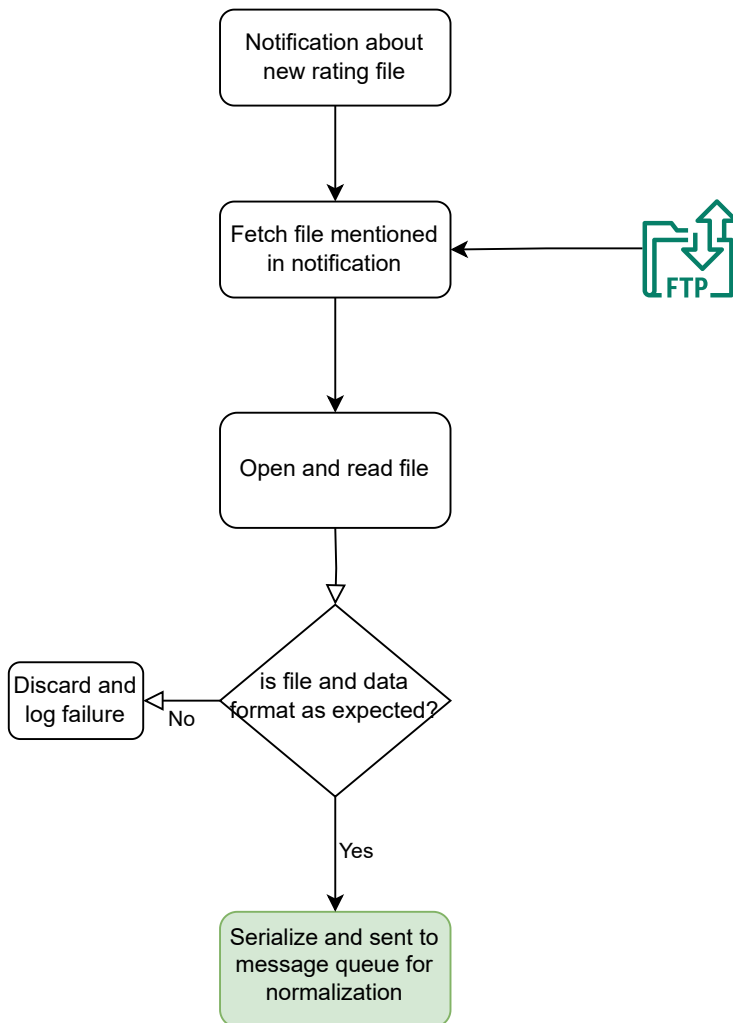 Notification about
new rating file
Fetch file mentioned
in notification
FTP
Open and read file
is file and data
format as expected?
Discard and
log failure
No
Yes
Serialize and sent to
message queue for
normalization